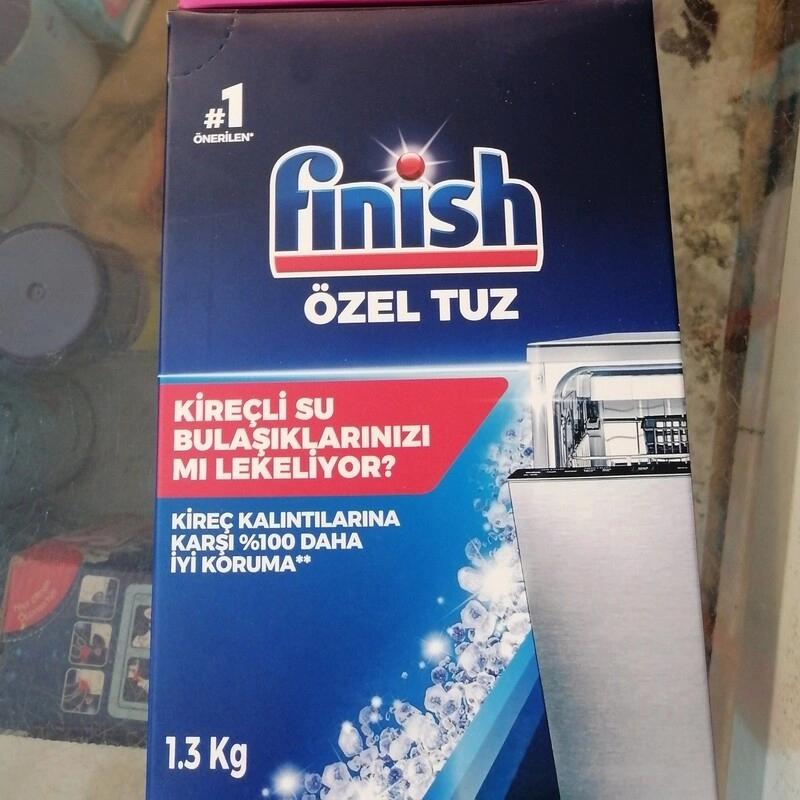 #1
ÖNERİLEN*
finish
ÖZEL TUZ
KİREÇLİ SU
BULAŞIKLARINIZI
MI LEKELİYOR?
KİREÇ KALINTILARINA
KARŞI %100 DAHA
İYİ KORUMA**
1.3 Kg